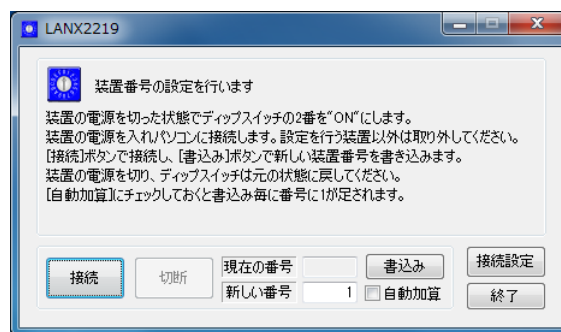 LANX2219
装置番号の設定を行います
装置の電源を切った状態でディップスイッチの2番を"ON"にします。
装置の電源を入れパソコンに接続します。設定を行う装置以外は取り外してください。
[接続]ボタンで接続し、[書込み]ボタンで新しい装置番号を書き込みます。
装置の電源を切り、ディップスイッチは元の状態に戻してください。
[自動加算]にチェックしておくと書込み毎に番号に1が足されます。
接続
切断
現在の番号
書込み
接続設定
新しい番号 1
自動加算
終了